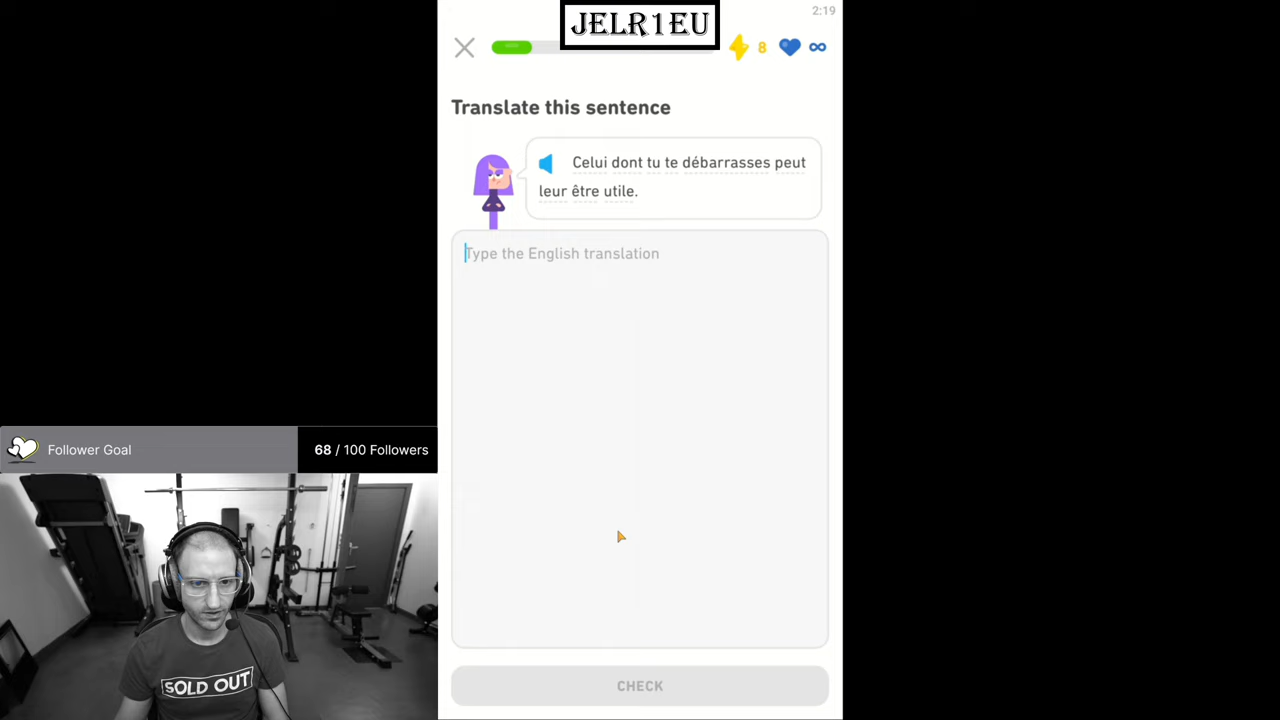 JELR1EU
2:19
8 ∞
Translate this sentence
Celui dont tu te débarrasses peut
leur être utile.
Type the English translation
Follower Goal
68 / 100 Followers
SOLD OUT
CHECK